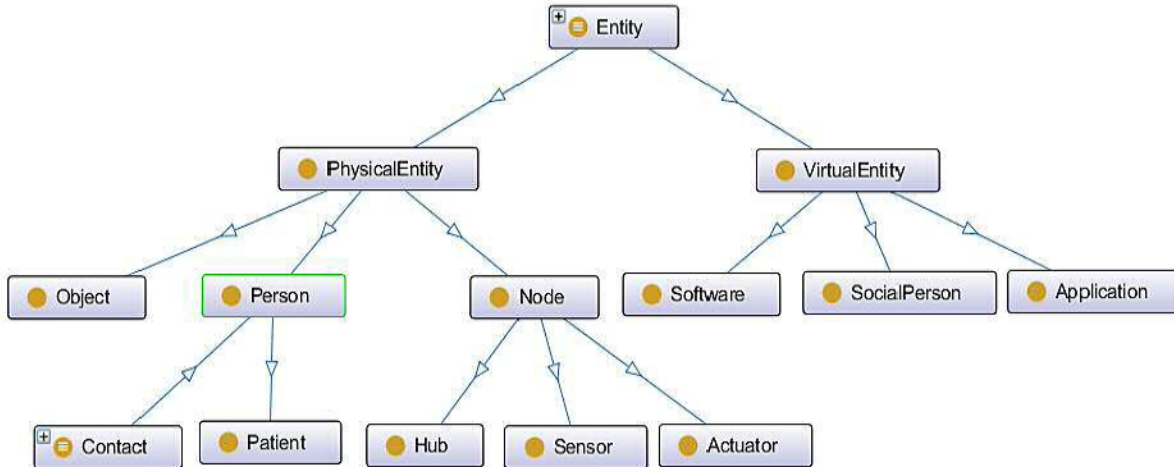 Entity
PhysicalEntity
VirtualEntity
Object
Person
Node
Software
SocialPerson
Application
Contact
Patient
Hub
Sensor
Actuator